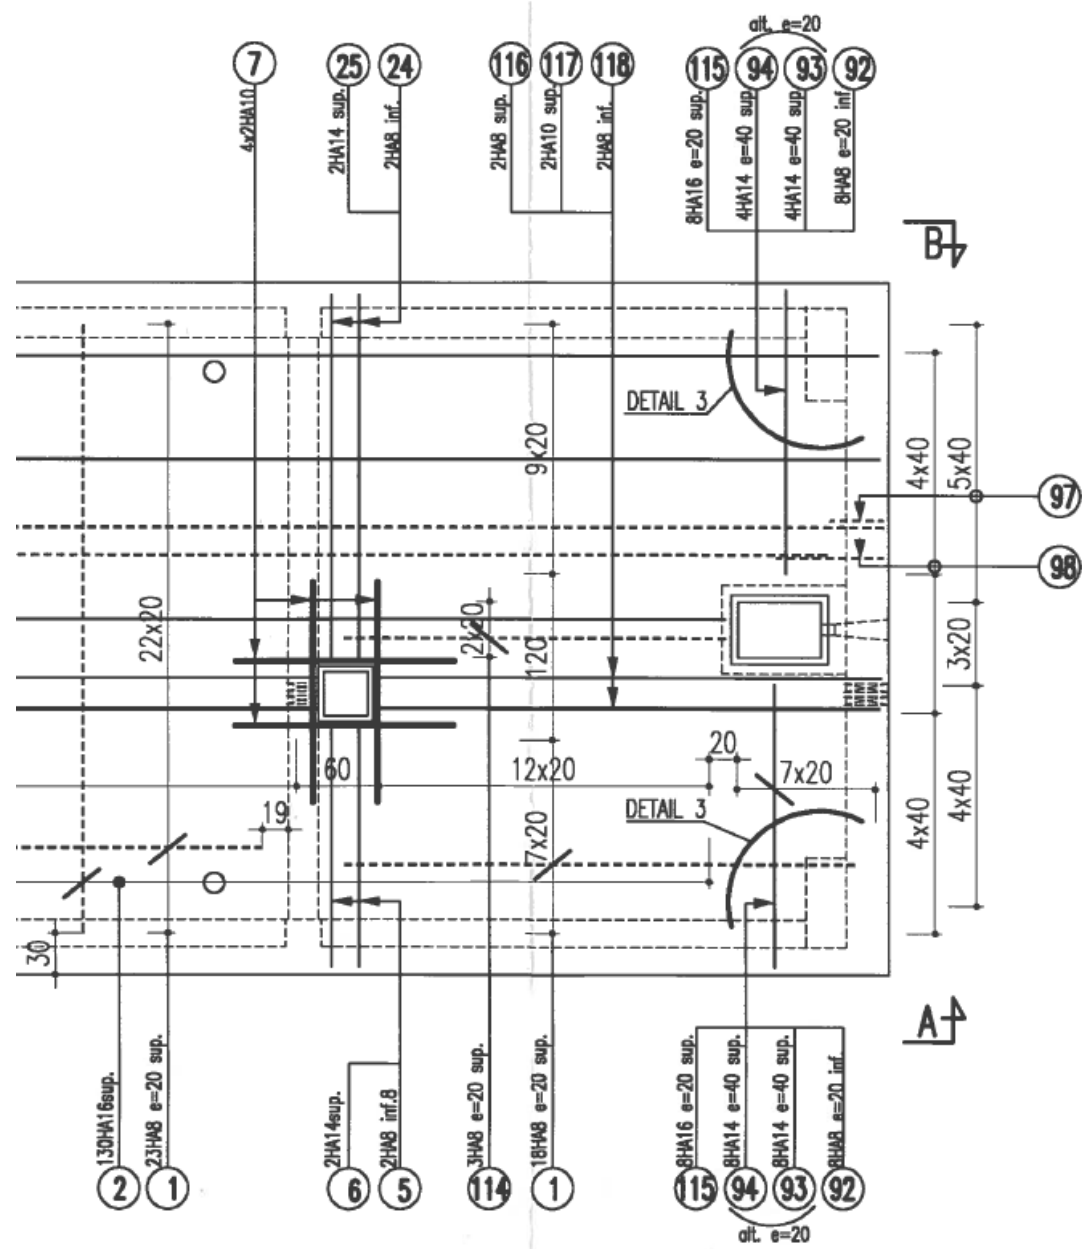 alt. e=20
7
25
24
116
117
118
115
94
93
92
4x2HA10
2HA14 sup.
2HA8 inf.
2HA8 sup.
2HA10 sup.
2HA8 inf.
8HA16 e=20 sup.
4HA14 e=40 sup.
4HA14 e=40 sup.
8HA8 e=20 inf.
B
DETAIL 3
9x20
4x40
5x40
97
98
22x20
2x20
120
3x20
60
12x20
20
7x20
19
DETAIL 3
7x20
4x40
4x40
30
A
130HA16sup.
23HA8 e=20 sup.
2HA14sup.
2HA8 inf.8
3HA8 e=20 sup.
18HA8 e=20 sup.
8HA16 e=20 sup.
8HA14 e=40 sup.
8HA14 e=40 sup.
8HA8 e=20 inf.
2
1
6
5
114
1
115
94
93
92
alt. e=20